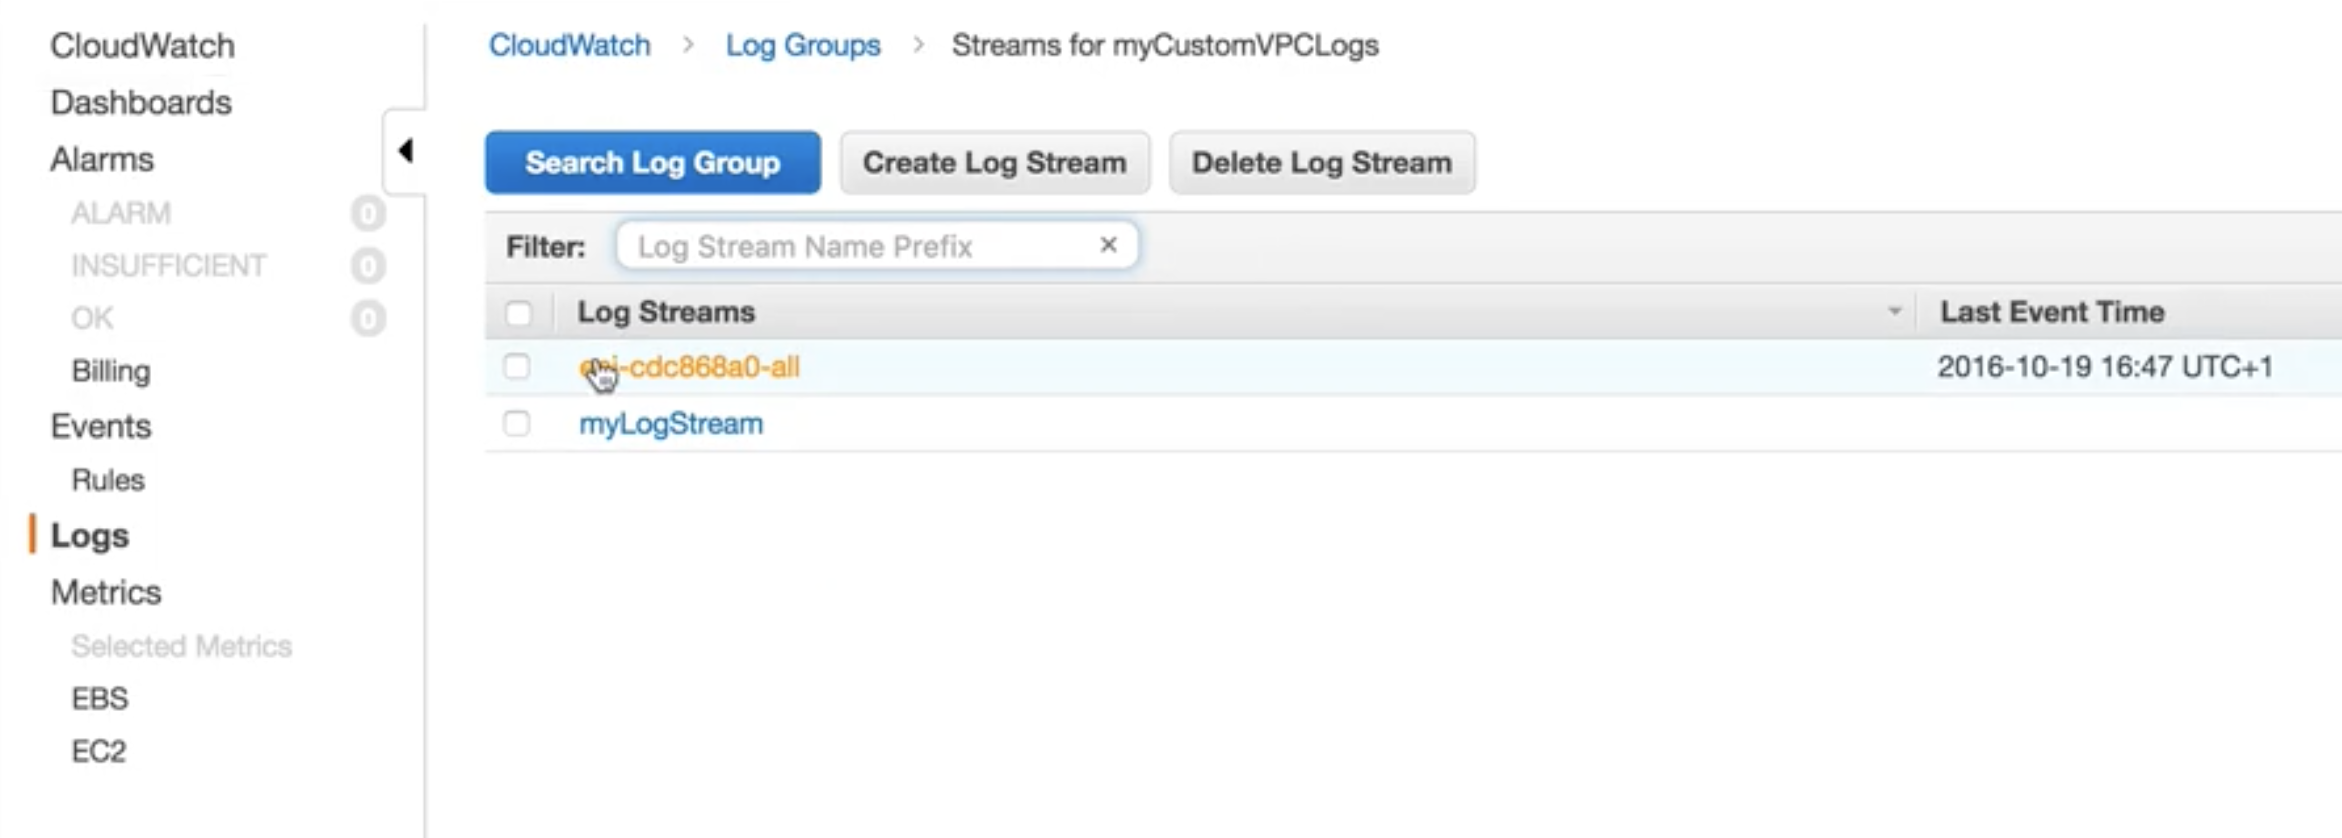 CloudWatch
Dashboards
Alarms
ALARM 0
INSUFFICIENT 0
OK 0
Billing
Events
Rules
Logs
Metrics
Selected Metrics
EBS
EC2
CloudWatch > Log Groups > Streams for myCustomVPCLogs
Search Log Group Create Log Stream Delete Log Stream
Filter: Log Stream Name Prefix ×
Log Streams Last Event Time
-cdc868a0-all 2016-10-19 16:47 UTC+1
myLogStream